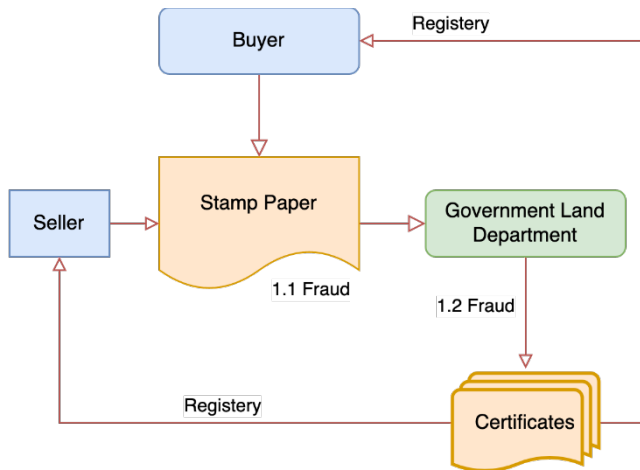 Buyer
Registery
Stamp Paper
Seller
Government Land
Department
1.1 Fraud
1.2 Fraud
Registery
Certificates